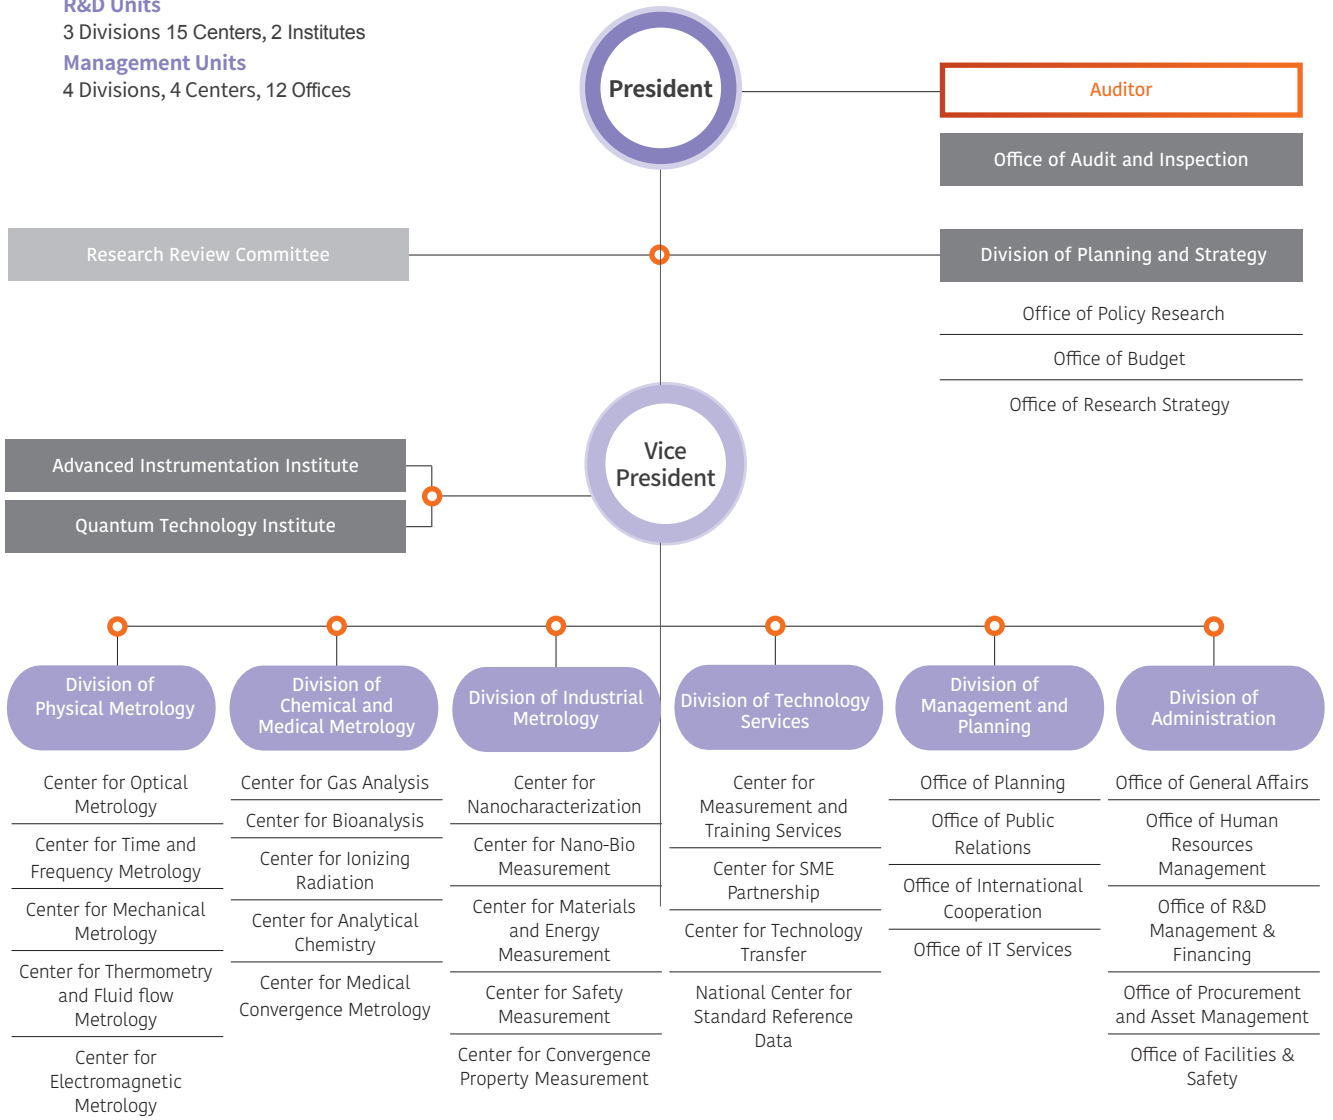 R&D Units
3 Divisions 15 Centers, 2 Institutes
Management Units
4 Divisions, 4 Centers, 12 Offices
President
Auditor
Office of Audit and Inspection
Research Review Committee
Division of Planning and Strategy
Office of Policy Research
Office of Budget
Office of Research Strategy
Vice
President
Advanced Instrumentation Institute
Quantum Technology Institute
Division of
Physical Metrology
Center for Optical
Metrology
Center for Time and
Frequency Metrology
Center for Mechanical
Metrology
Center for Thermometry
and Fluid flow
Metrology
Center for
Electromagnetic
Metrology
Division of
Chemical and
Medical Metrology
Center for Gas Analysis
Center for Bioanalysis
Center for Ionizing
Radiation
Center for Analytical
Chemistry
Center for Medical
Convergence Metrology
Division of Industrial
Metrology
Center for
Nanocharacterization
Center for Nano-Bio
Measurement
Center for Materials
and Energy
Measurement
Center for Safety
Measurement
Center for Convergence
Property Measurement
Division of Technology
Services
Center for
Measurement and
Training Services
Center for SME
Partnership
Center for Technology
Transfer
National Center for
Standard Reference
Data
Division of
Management and
Planning
Office of Planning
Office of Public
Relations
Office of International
Cooperation
Office of IT Services
Division of
Administration
Office of General Affairs
Office of Human
Resources
Management
Office of R&D
Management &
Financing
Office of Procurement
and Asset Management
Office of Facilities &
Safety